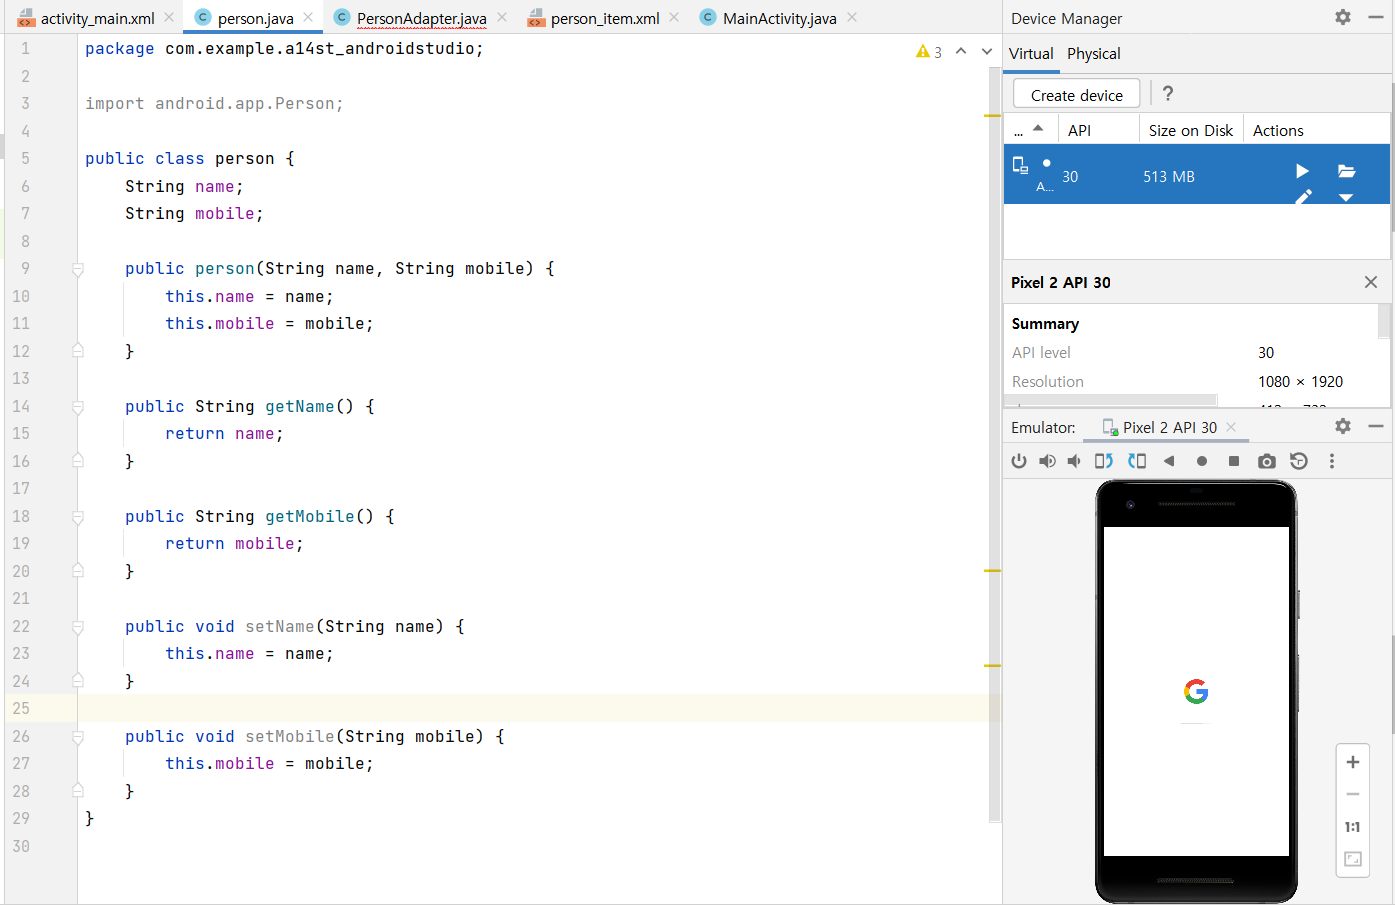 activity_main.xml person.java PersonAdapter.java person_item.xml MainActivity.java
1 package com.example.a14st_androidstudio;
3
2
3 import android.app.Person;
4
5 public class person {
6 String name;
7 String mobile;
8
9 public person(String name, String mobile) {
10 this.name = name;
11 this.mobile = mobile;
12 }
13
14 public String getName() {
15 return name;
16 }
17
18 public String getMobile() {
19 return mobile;
20 }
21
22 public void setName(String name) {
23 this.name = name;
24 }
25
26 public void setMobile(String mobile) {
27 this.mobile = mobile;
28 }
29 }
30
Device Manager
Virtual Physical
Create device ?
... API Size on Disk Actions
A... 30 513 MB
Pixel 2 API 30
Summary
API level 30
Resolution 1080 × 1920
Emulator: Pixel 2 API 30
G
1:1